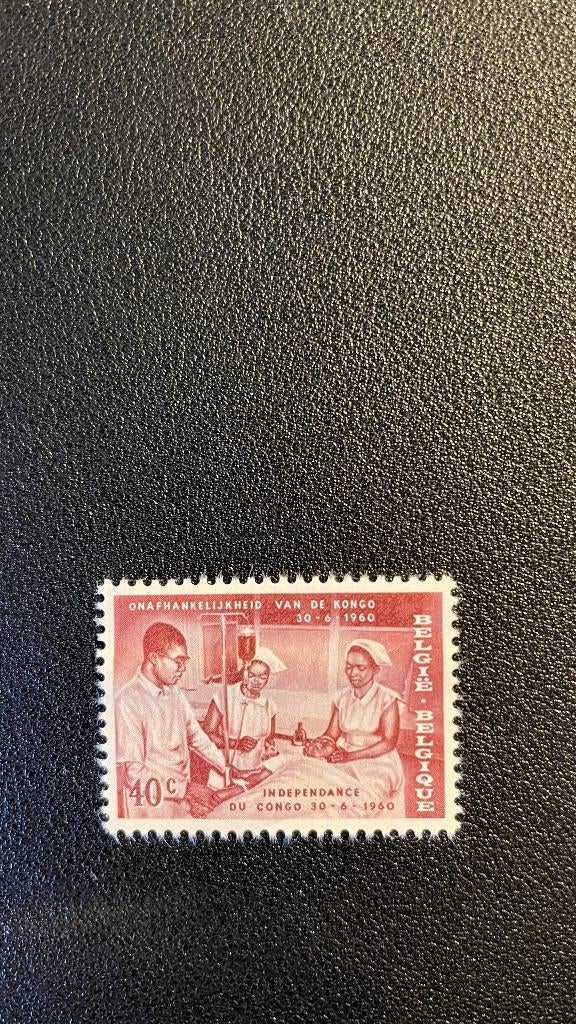 ONAFHANKELIJKHEID VAN DE KONGO
30-6-1960
BELGIË · BELGIQUE
40c
INDEPENDANCE
DU CONGO 30-6-1960